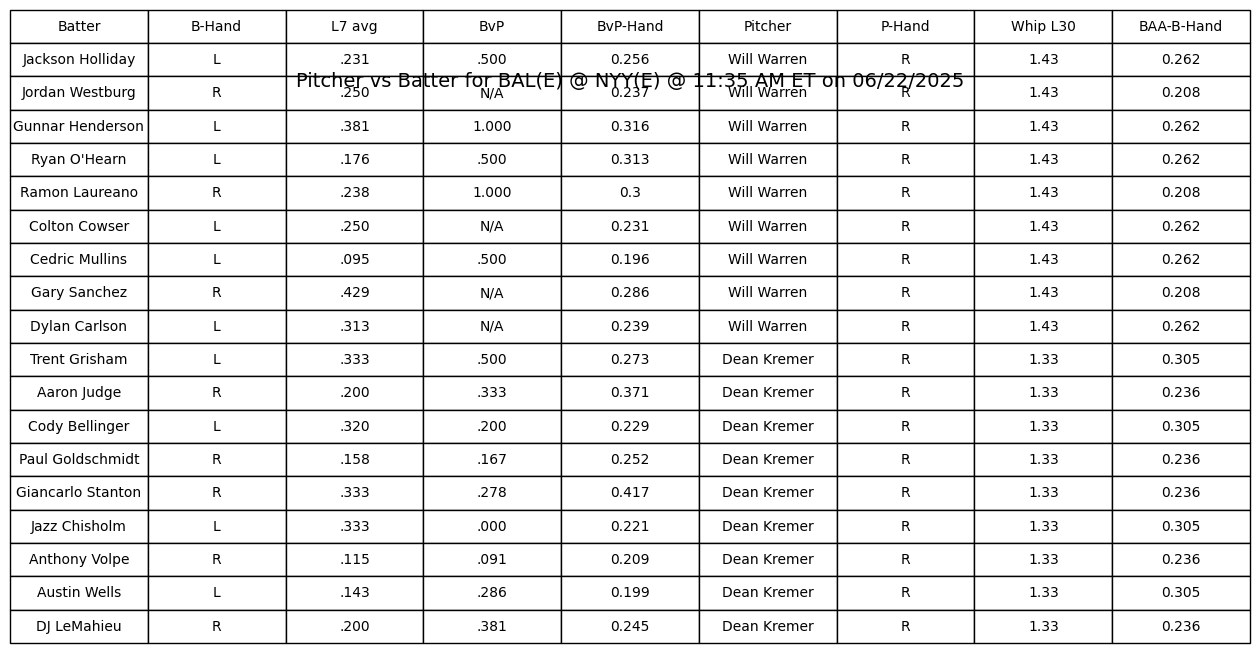 Batter B-Hand L7 avg BvP BvP-Hand Pitcher P-Hand Whip L30 BAA-B-Hand
Jackson Holliday L .231 .500 0.256 Will Warren R 1.43 0.262
Pitcher vs Batter for BAL(E) @ NYY(E) @ 11:35 AM ET on 06/22/2025
Jordan Westburg R .250 N/A 0.237 Will Warren R 1.43 0.208
Gunnar Henderson L .381 1.000 0.316 Will Warren R 1.43 0.262
Ryan O'Hearn L .176 .500 0.313 Will Warren R 1.43 0.262
Ramon Laureano R .238 1.000 0.3 Will Warren R 1.43 0.208
Colton Cowser L .250 N/A 0.231 Will Warren R 1.43 0.262
Cedric Mullins L .095 .500 0.196 Will Warren R 1.43 0.262
Gary Sanchez R .429 N/A 0.286 Will Warren R 1.43 0.208
Dylan Carlson L .313 N/A 0.239 Will Warren R 1.43 0.262
Trent Grisham L .333 .500 0.273 Dean Kremer R 1.33 0.305
Aaron Judge R .200 .333 0.371 Dean Kremer R 1.33 0.236
Cody Bellinger L .320 .200 0.229 Dean Kremer R 1.33 0.305
Paul Goldschmidt R .158 .167 0.252 Dean Kremer R 1.33 0.236
Giancarlo Stanton R .333 .278 0.417 Dean Kremer R 1.33 0.236
Jazz Chisholm L .333 .000 0.221 Dean Kremer R 1.33 0.305
Anthony Volpe R .115 .091 0.209 Dean Kremer R 1.33 0.236
Austin Wells L .143 .286 0.199 Dean Kremer R 1.33 0.305
DJ LeMahieu R .200 .381 0.245 Dean Kremer R 1.33 0.236